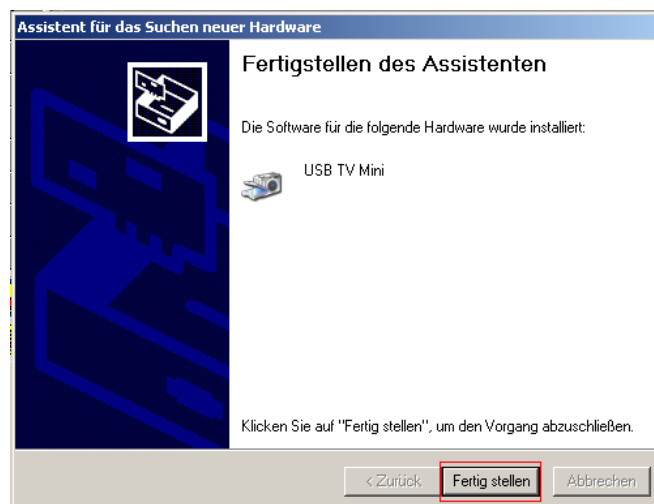 Assistent für das Suchen neuer Hardware
Fertigstellen des Assistenten
Die Software für die folgende Hardware wurde installiert:
USB TV Mini
Klicken Sie auf "Fertig stellen", um den Vorgang abzuschließen.
< Zurück
Fertig stellen
Abbrechen